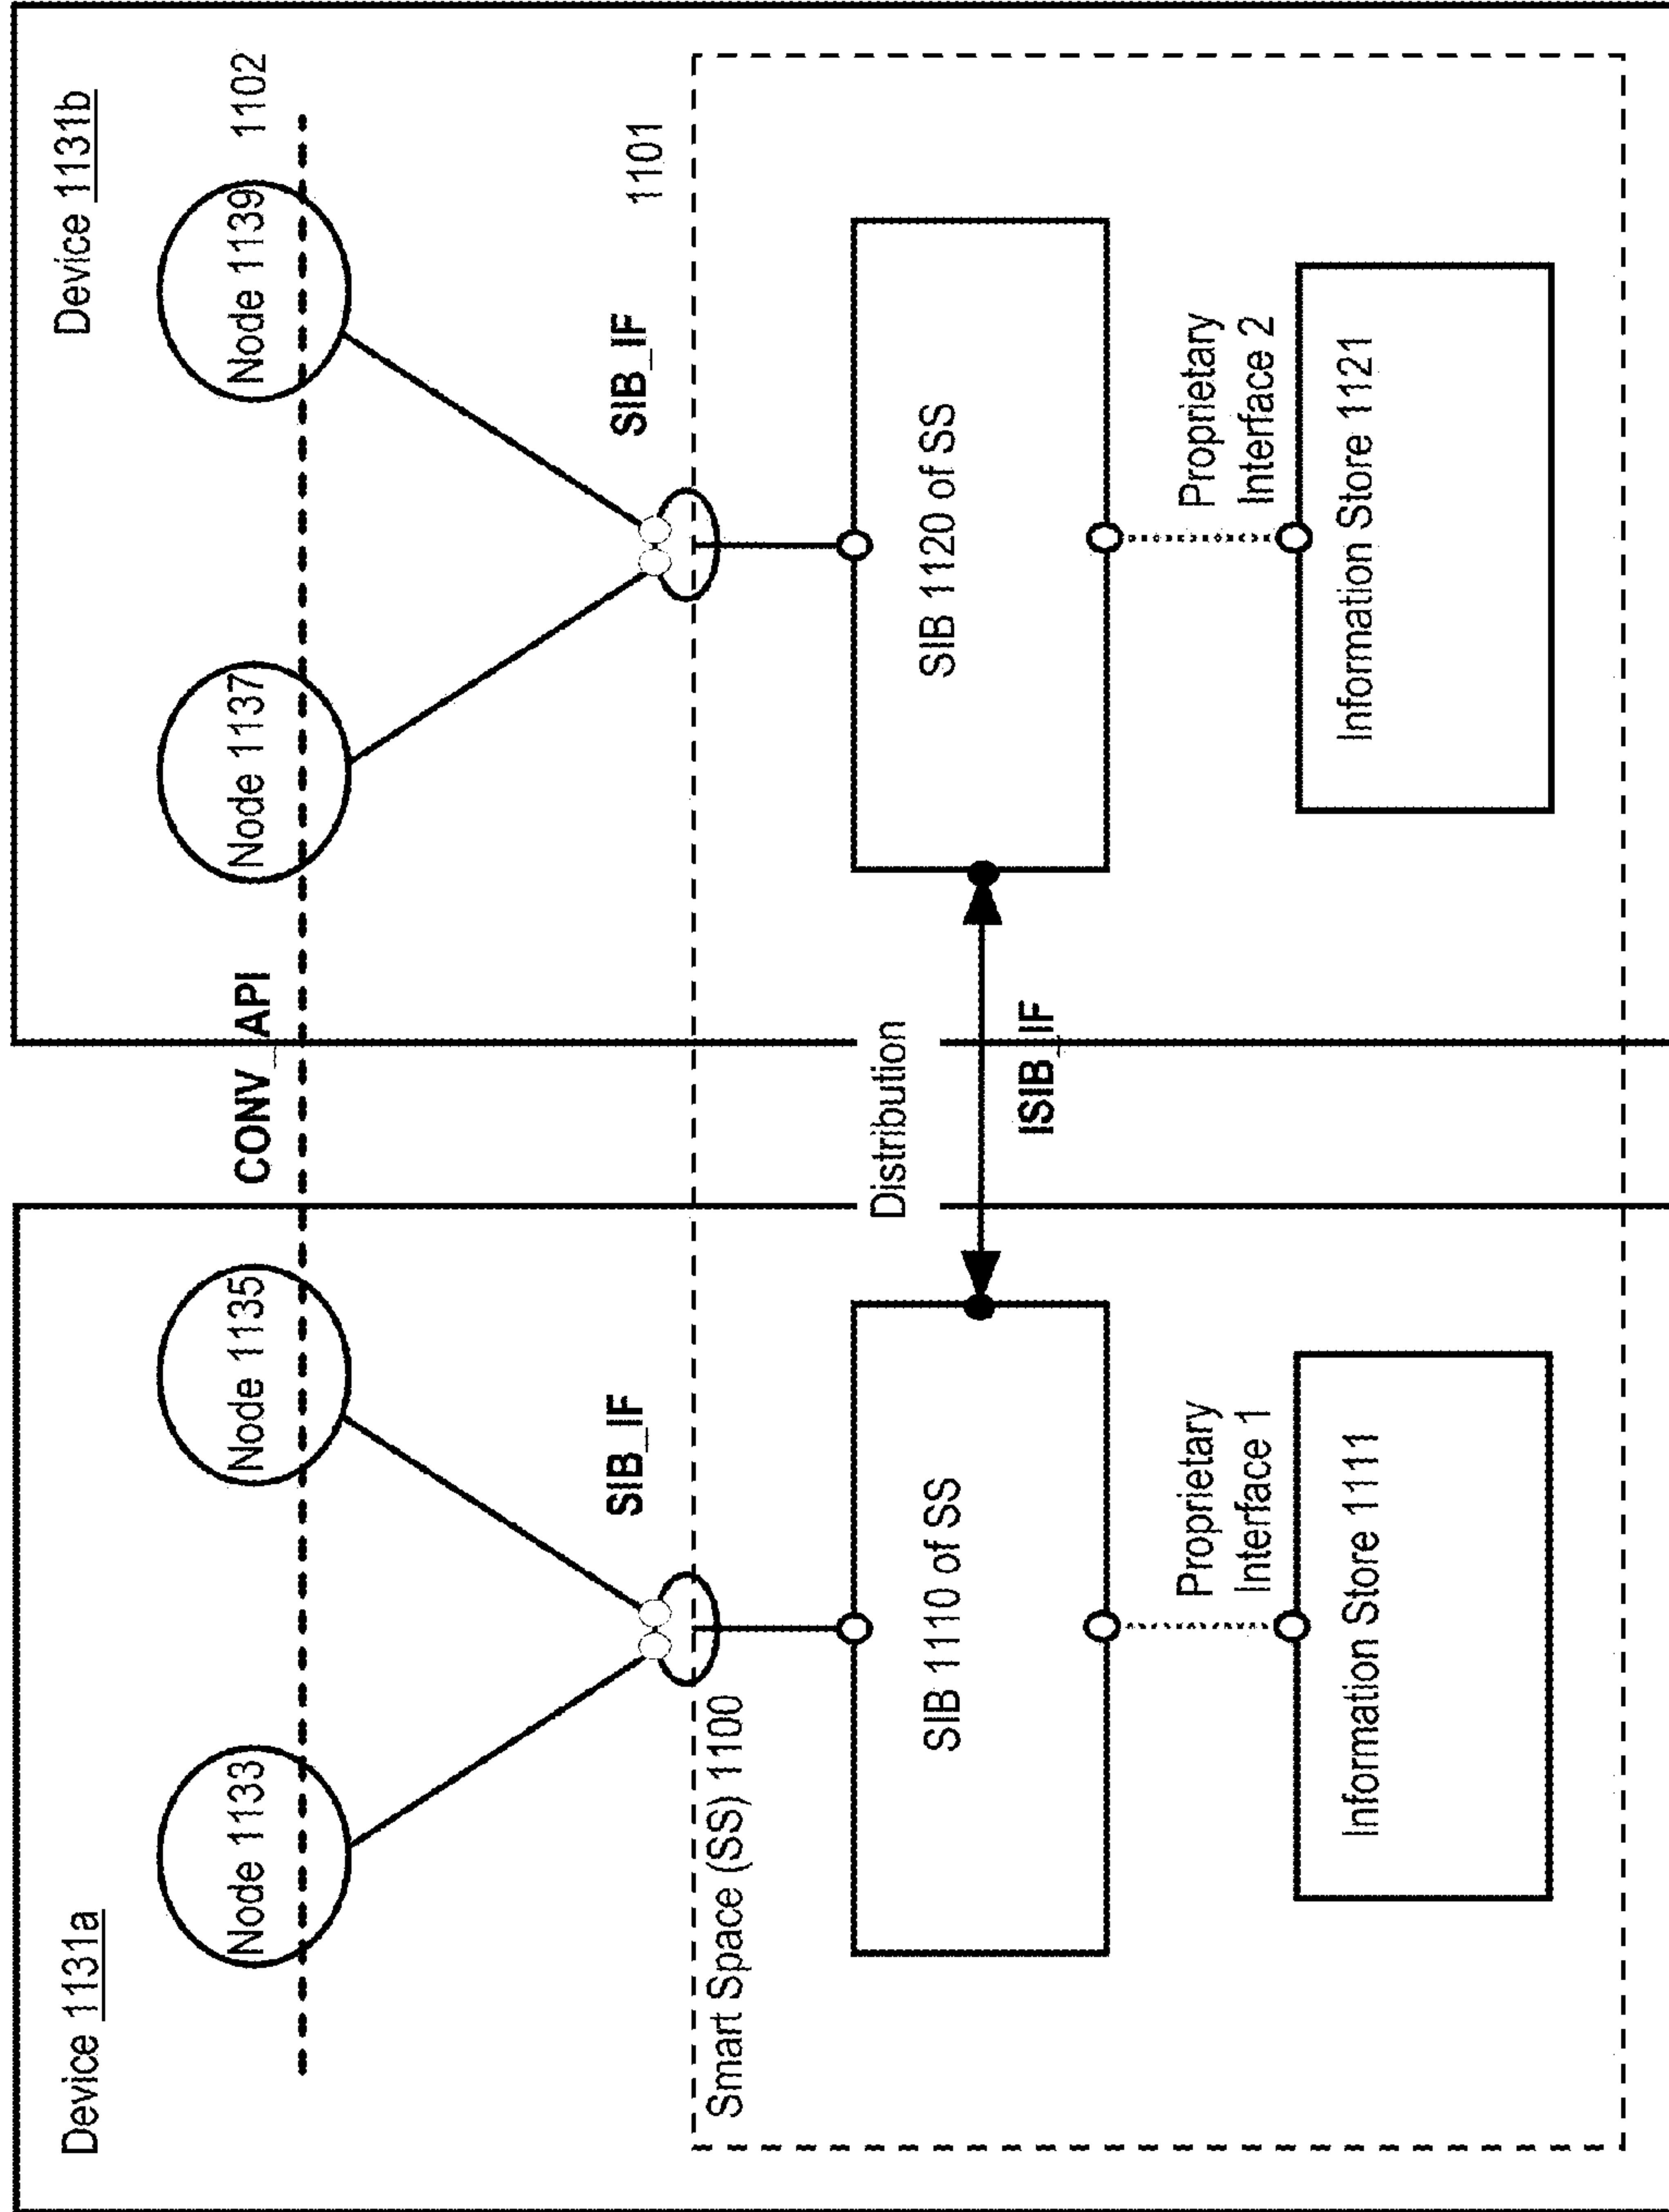 Device 1131a
Device 1131b
Node 1133
Node 1135
CONV_API
Node 1137
Node 1139
1102
SIB_IF
SIB_IF
1101
Smart Space (SS) 1100
Distribution
SIB 1110 of SS
SIB 1120 of SS
ISIB_IF
Proprietary
Interface 1
Proprietary
Interface 2
Information Store 1111
Information Store 1121